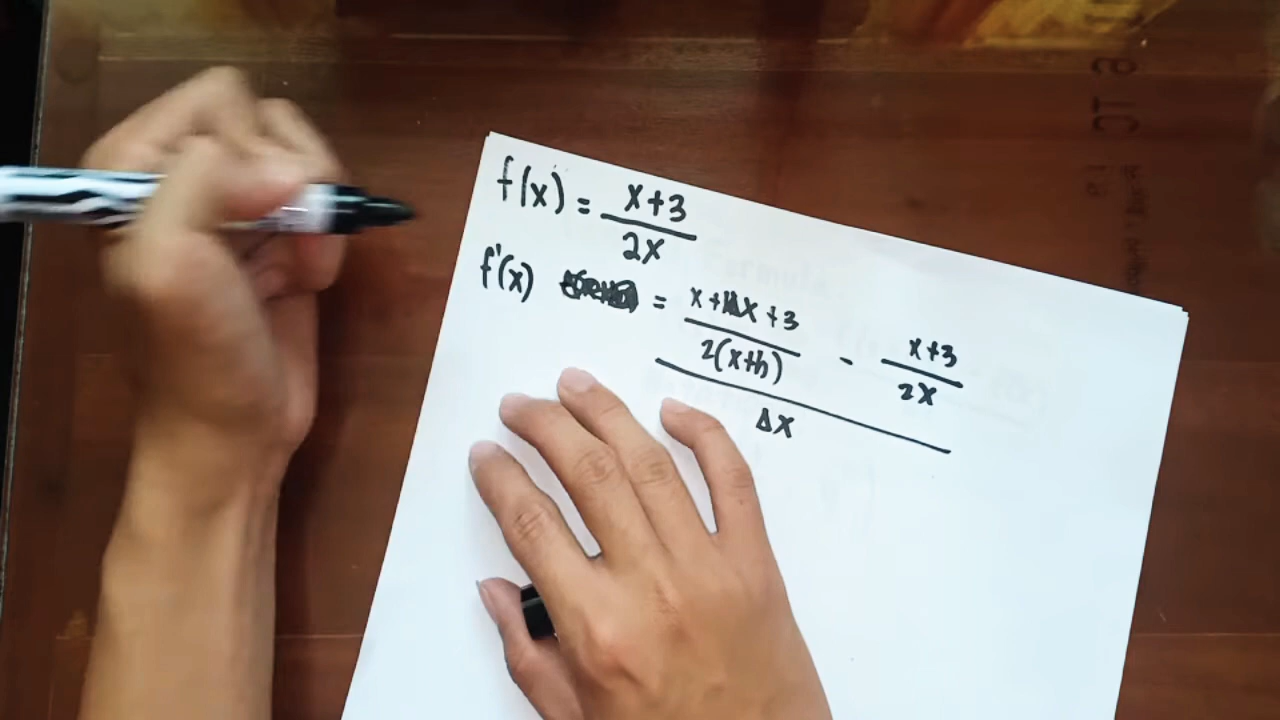 f(x) = x+3
2x
f'(x) = x+Δx+3
2(x+h) - x+3
2x
Δx